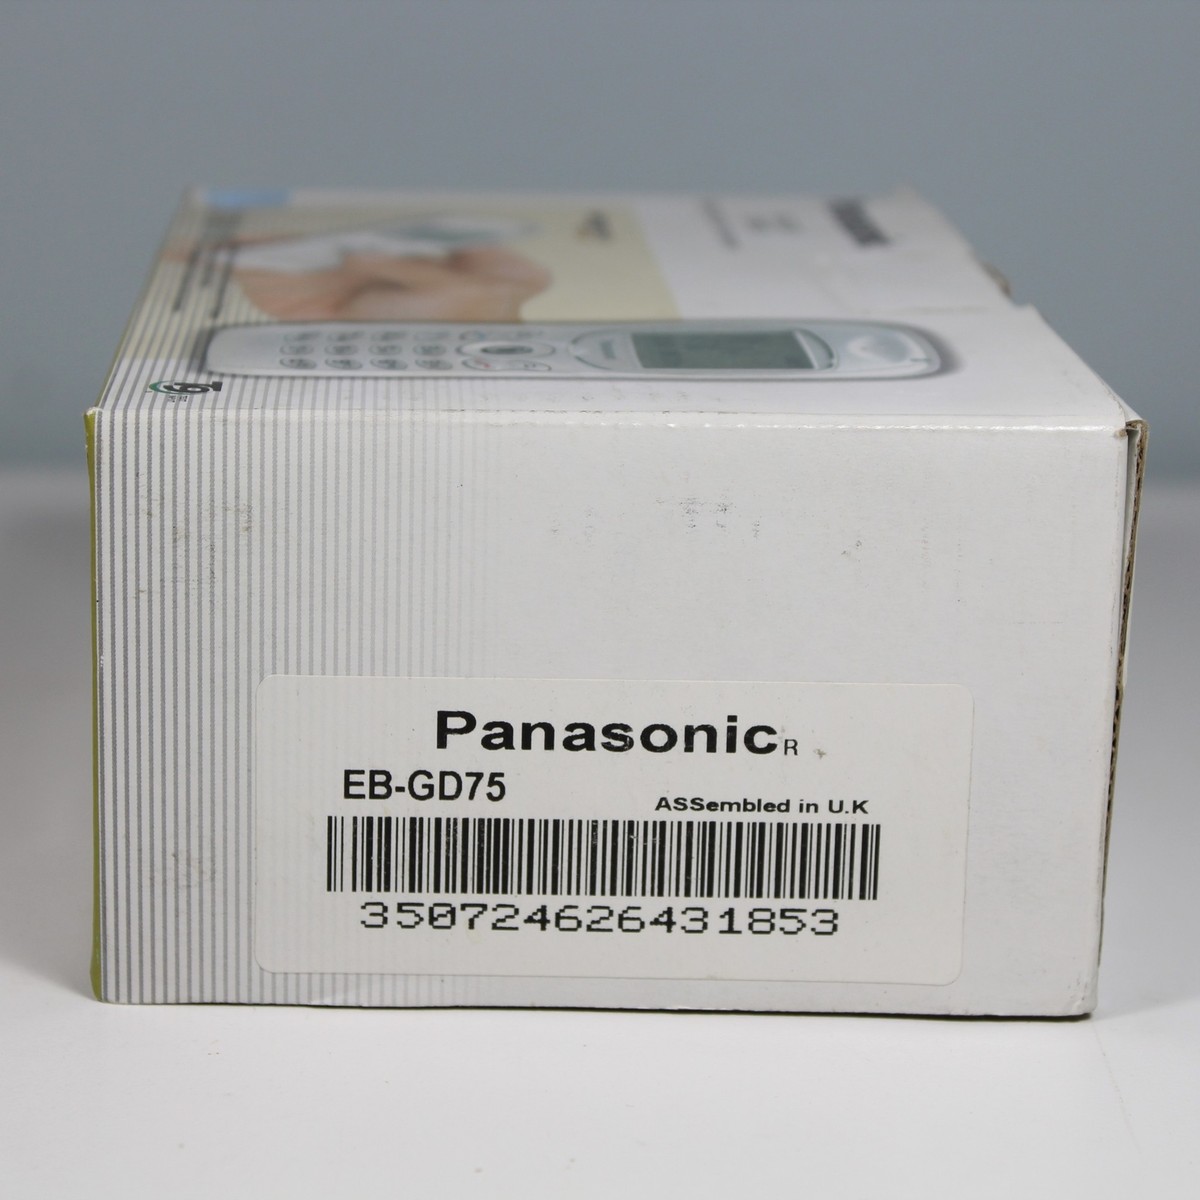 Panasonic R
EB-GD75
ASSembled in U.K
350724626431853